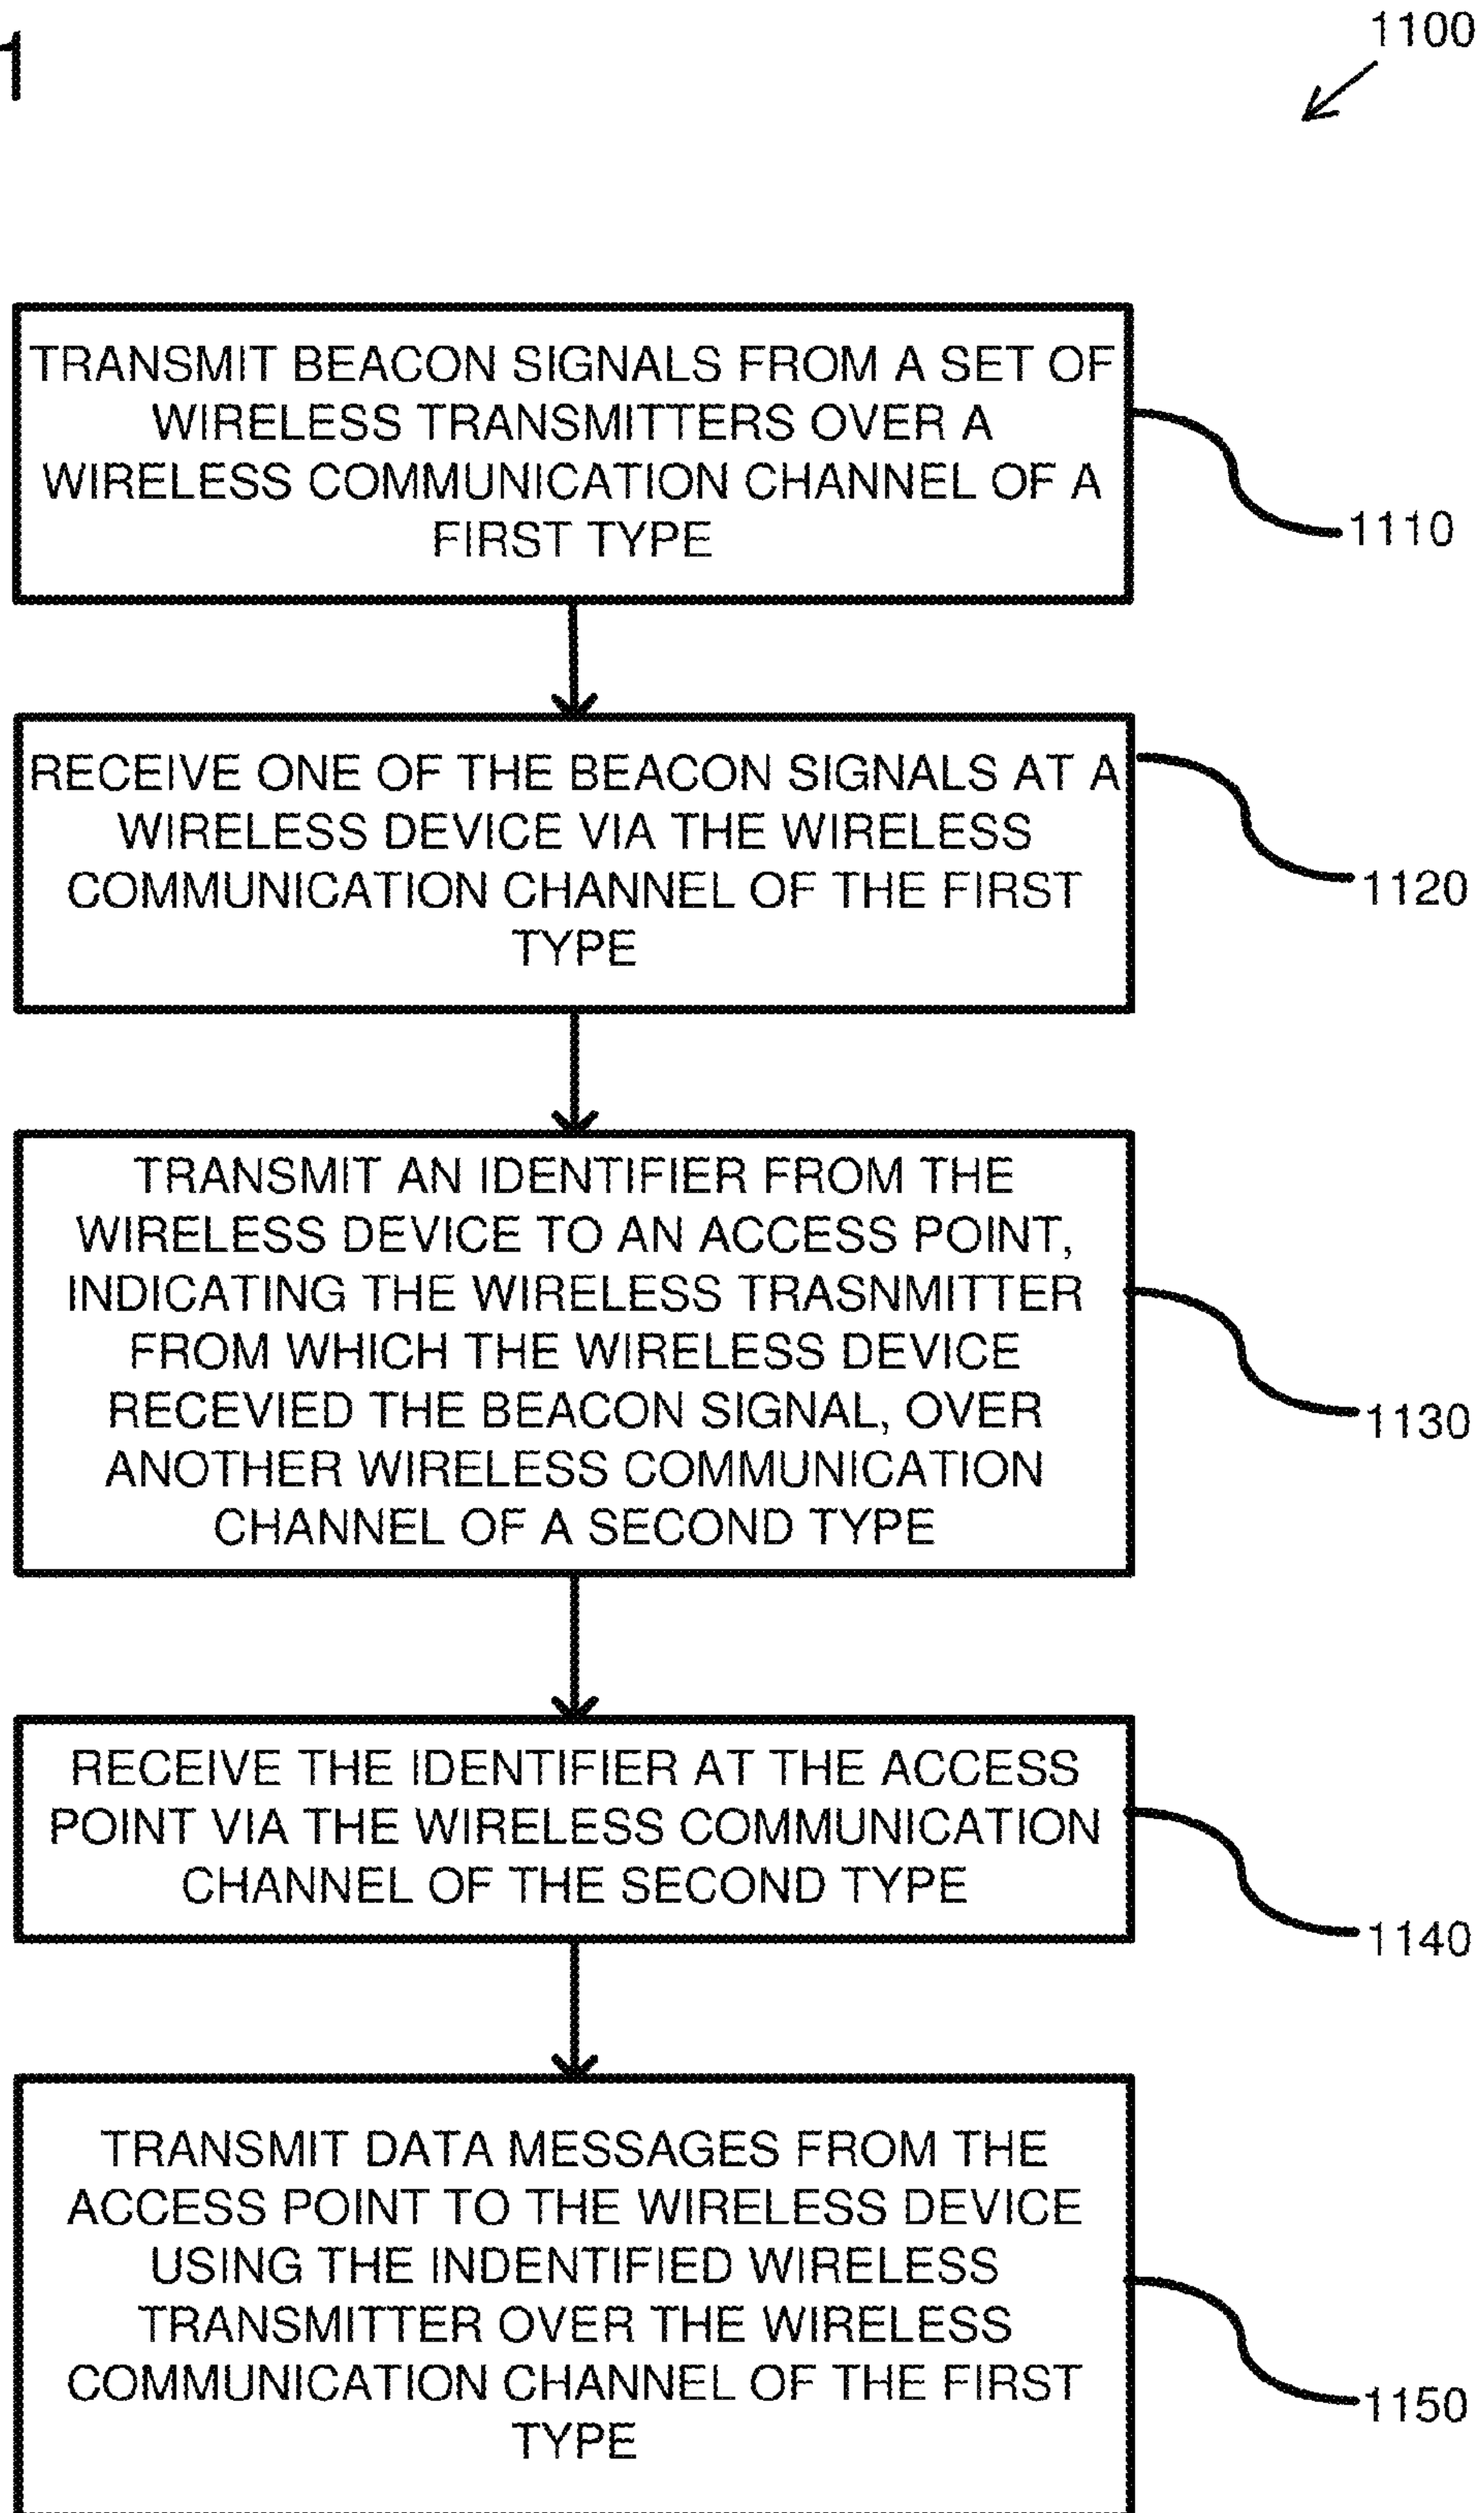 1
1100
TRANSMIT BEACON SIGNALS FROM A SET OF
WIRELESS TRANSMITTERS OVER A
WIRELESS COMMUNICATION CHANNEL OF A
FIRST TYPE
1110
RECEIVE ONE OF THE BEACON SIGNALS AT A
WIRELESS DEVICE VIA THE WIRELESS
COMMUNICATION CHANNEL OF THE FIRST
TYPE
1120
TRANSMIT AN IDENTIFIER FROM THE
WIRELESS DEVICE TO AN ACCESS POINT,
INDICATING THE WIRELESS TRASNMITTER
FROM WHICH THE WIRELESS DEVICE
RECEVIED THE BEACON SIGNAL, OVER
ANOTHER WIRELESS COMMUNICATION
CHANNEL OF A SECOND TYPE
1130
RECEIVE THE IDENTIFIER AT THE ACCESS
POINT VIA THE WIRELESS COMMUNICATION
CHANNEL OF THE SECOND TYPE
1140
TRANSMIT DATA MESSAGES FROM THE
ACCESS POINT TO THE WIRELESS DEVICE
USING THE INDENTIFIED WIRELESS
TRANSMITTER OVER THE WIRELESS
COMMUNICATION CHANNEL OF THE FIRST
TYPE
1150